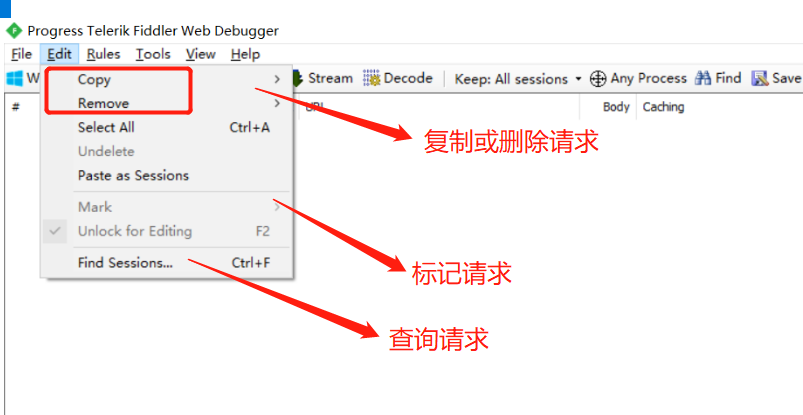 Progress Telerik Fiddler Web Debugger
File Edit Rules Tools View Help
W Stream Decode Keep: All sessions Any Process Find Save
# Body Caching
Copy
Remove
Select All Ctrl+A
Undelete
Paste as Sessions
Mark
Unlock for Editing F2
Find Sessions... Ctrl+F
复制或删除请求
标记请求
查询请求